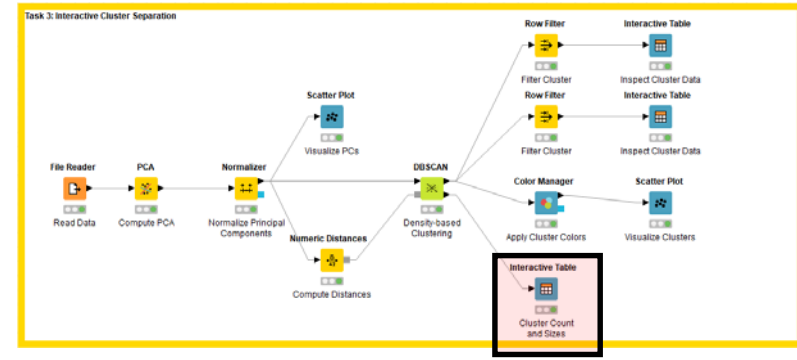 Task 3: Interactive Cluster Separation
Row Filter
Filter Cluster
Interactive Table
Inspect Cluster Data
Row Filter
Filter Cluster
Interactive Table
Inspect Cluster Data
Scatter Plot
Visualize PCs
File Reader
Read Data
PCA
Compute PCA
Normalizer
Normalize Principal
Components
DBSCAN
Density-based
Clustering
Color Manager
Apply Cluster Colors
Scatter Plot
Visualize Clusters
Numeric Distances
Compute Distances
Interactive Table
Cluster Count
and Sizes